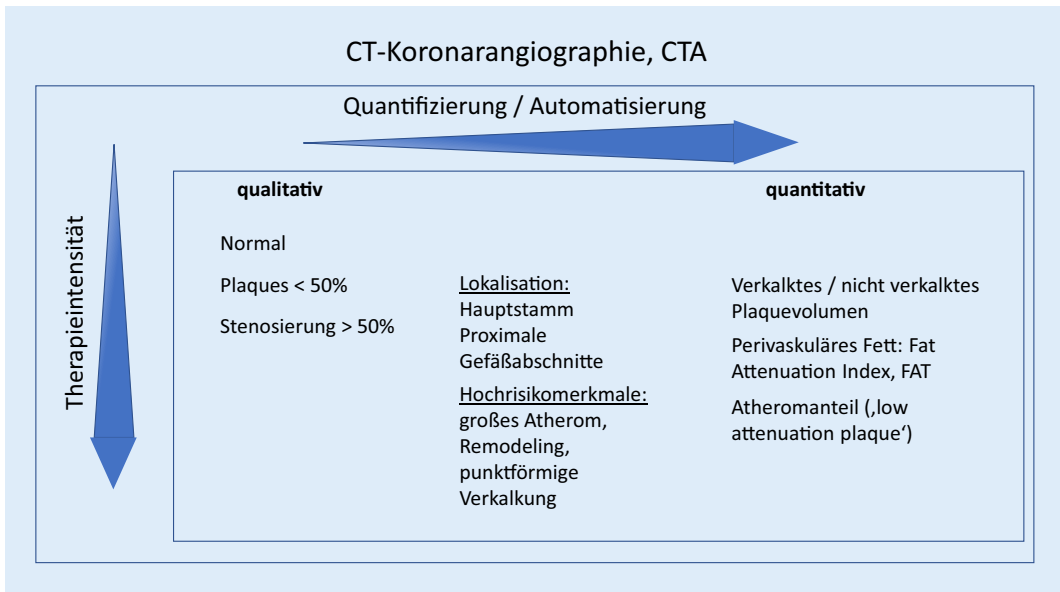 CT-Koronarangiographie, CTA
Quantifizierung / Automatisierung
Therapieintensität
qualitativ
Normal
Plaques < 50%
Stenosierung > 50%
Lokalisation:
Hauptstamm
Proximale
Gefäßabschnitte
Hochrisikomerkmale:
großes Atherom,
Remodeling,
punktförmige
Verkalkung
quantitativ
Verkalktes / nicht verkalktes
Plaquevolumen
Perivaskuläres Fett: Fat
Attenuation Index, FAT
Atheromanteil (‚low
attenuation plaque‘)